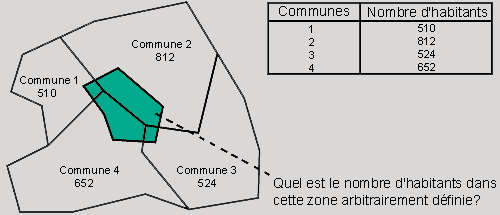 Commune 2
812
Commune 1
510
Commune 4
652
Commune 3
524
Communes Nombre d'habitants
1 510
2 812
3 524
4 652
Quel est le nombre d'habitants dans
cette zone arbitrairement définie?